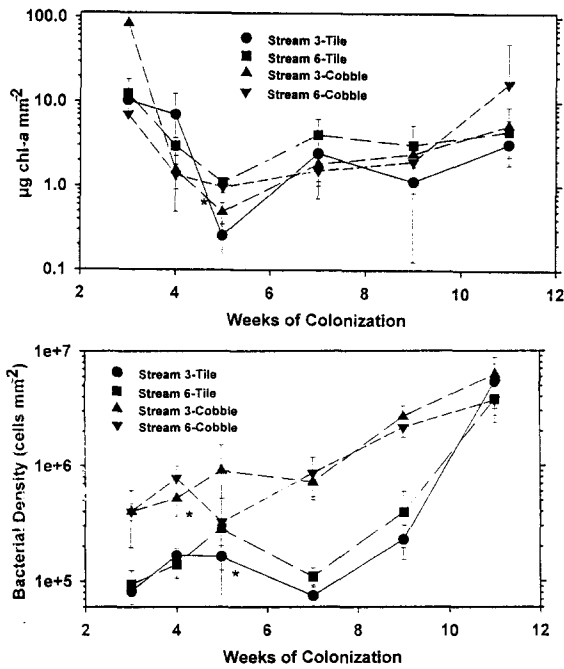 100.0
10.0
1.0
0.1
µg chl-a mm-2
Stream 3-Tile
Stream 6-Tile
Stream 3-Cobble
Stream 6-Cobble
*
2 4 6 8 10 12
Weeks of Colonization
1e+7
1e+6
1e+5
Bacterial Density (cells mm-2)
Stream 3-Tile
Stream 6-Tile
Stream 3-Cobble
Stream 6-Cobble
*
*
2 4 6 8 10 12
Weeks of Colonization